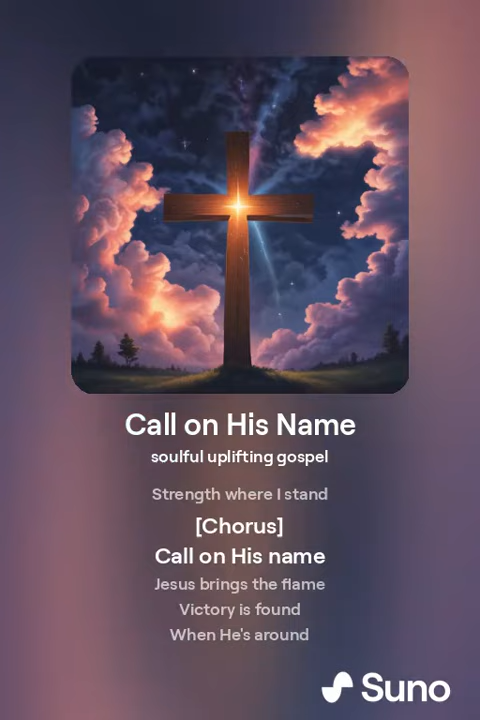 Call on His Name
soulful uplifting gospel
Strength where I stand
[Chorus]
Call on His name
Jesus brings the flame
Victory is found
When He's around
Suno